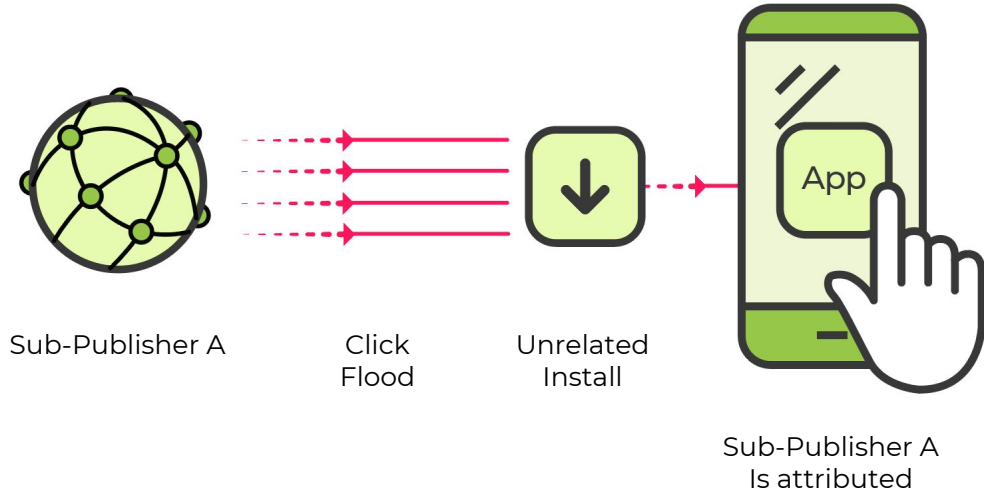 App
Sub-Publisher A
Click
Flood
Unrelated
Install
Sub-Publisher A
Is attributed